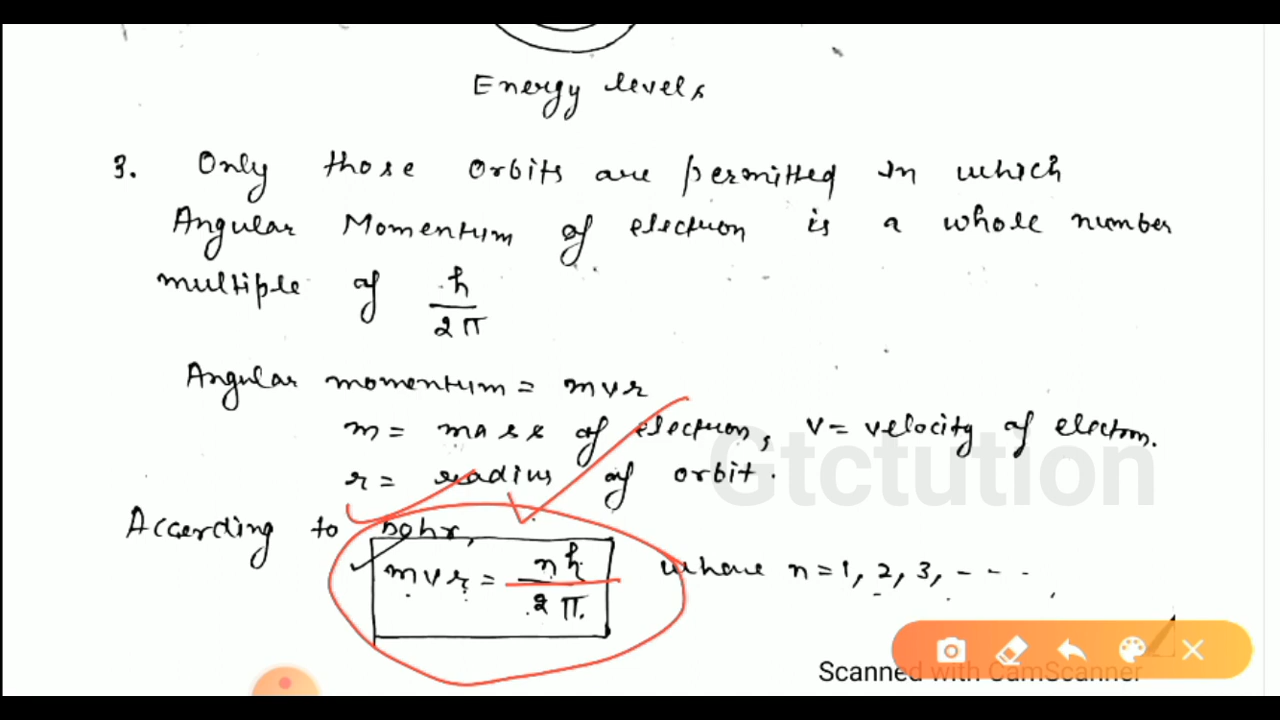 Energy levels
3. Only those orbits are permitted in which
Angular Momentum of electron is a whole number
multiple of h/2π
Angular momentum = mvr
m = mass of electron, v = velocity of electron.
r = radius of orbit.
Gtctution
According to bohr,
mvr = nh/2π. where n = 1, 2, 3, - - -
Scanned with CamScanner